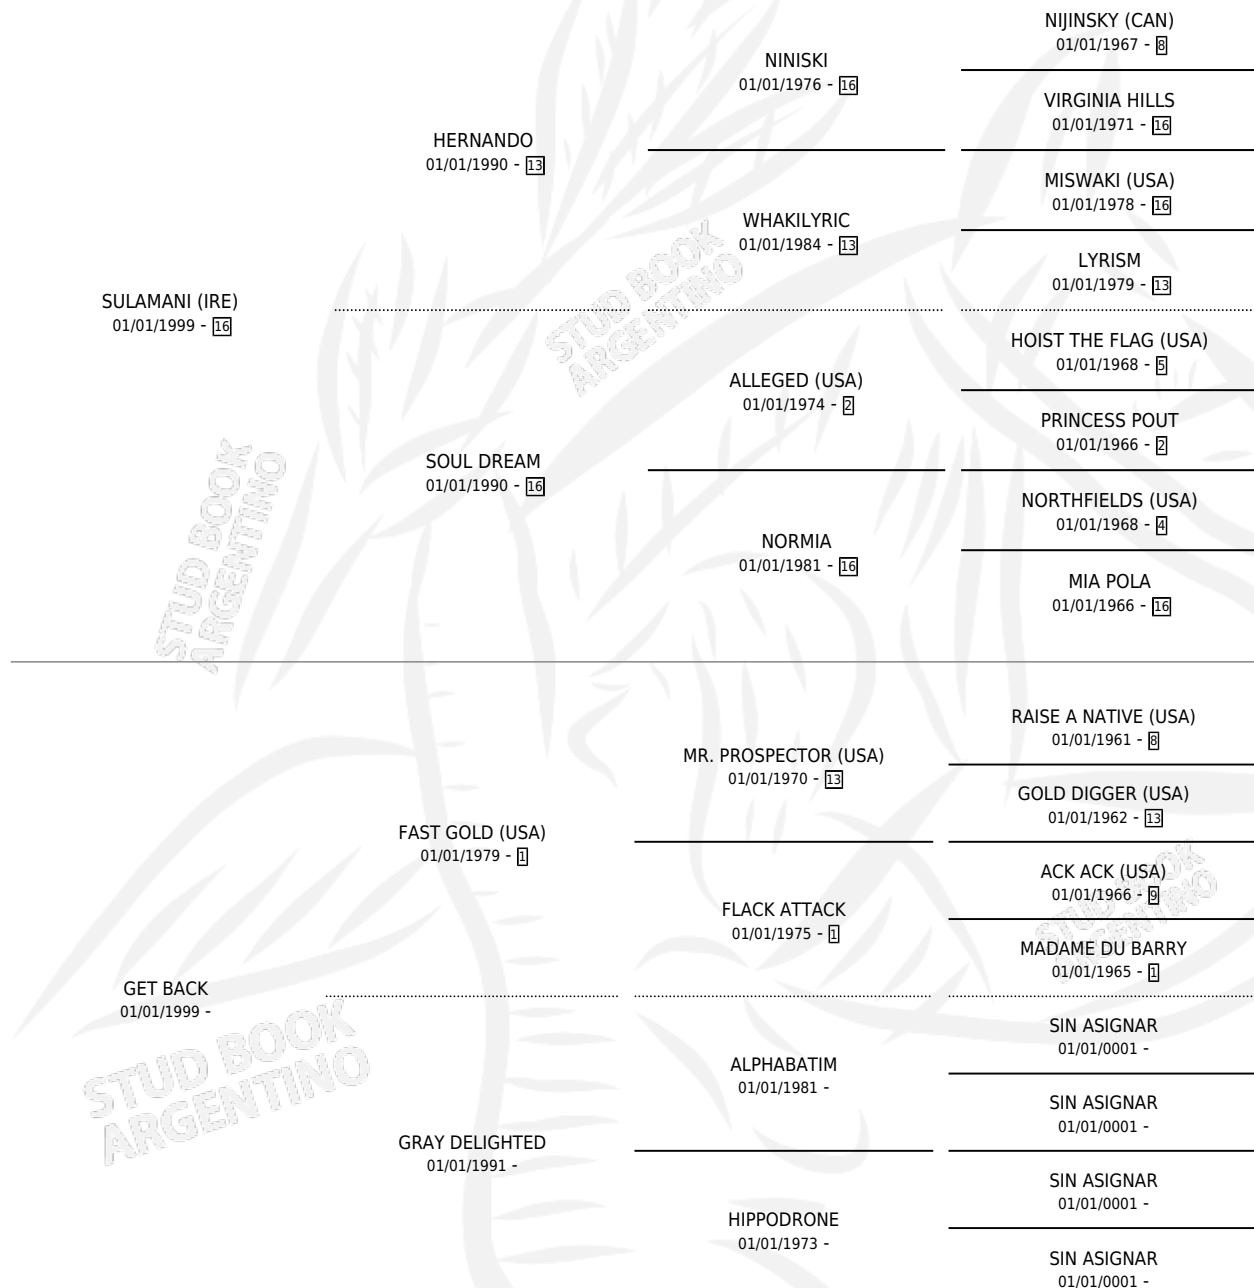 SULAMANI (IRE)
01/01/1999 - 16
HERNANDO
01/01/1990 - 13
SOUL DREAM
01/01/1990 - 16
NINISKI
01/01/1976 - 16
WHAKILYRIC
01/01/1984 - 13
ALLEGED (USA)
01/01/1974 - 2
NORMIA
01/01/1981 - 16
NIJINSKY (CAN)
01/01/1967 - 8
VIRGINIA HILLS
01/01/1971 - 16
MISWAKI (USA)
01/01/1978 - 16
LYRISM
01/01/1979 - 13
HOIST THE FLAG (USA)
01/01/1968 - 5
PRINCESS POUT
01/01/1966 - 2
NORTHFIELDS (USA)
01/01/1968 - 4
MIA POLA
01/01/1966 - 16
GET BACK
01/01/1999 -
FAST GOLD (USA)
01/01/1979 - 1
GRAY DELIGHTED
01/01/1991 -
MR. PROSPECTOR (USA)
01/01/1970 - 13
FLACK ATTACK
01/01/1975 - 1
ALPHABATIM
01/01/1981 -
HIPPODRONE
01/01/1973 -
RAISE A NATIVE (USA)
01/01/1961 - 8
GOLD DIGGER (USA)
01/01/1962 - 13
ACK ACK (USA)
01/01/1966 - 9
MADAME DU BARRY
01/01/1965 - 1
SIN ASIGNAR
01/01/0001 -
SIN ASIGNAR
01/01/0001 -
SIN ASIGNAR
01/01/0001 -
SIN ASIGNAR
01/01/0001 -
STUD BOOK
ARGENTINO
STUD BOOK
ARGENTINO
STUD BOOK
ARGENTINO
STUD BOOK
ARGENTINO